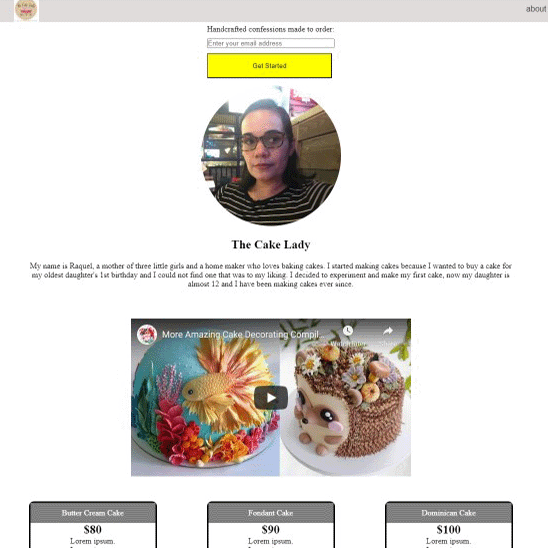 about
Handcrafted confessions made to order:
Enter your email address
Get Started
The Cake Lady
My name is Raquel, a mother of three little girls and a home maker who loves baking cakes. I started making cakes because I wanted to buy a cake for
my oldest daughter's 1st birthday and I could not find one that was to my liking. I decided to experiment and make my first cake, now my daughter is
almost 12 and I have been making cakes ever since.
More Amazing Cake Decorating Compil...
Watch later Share
Butter Cream Cake
Fondant Cake
Dominican Cake
$80
$90
$100
Lorem ipsum.
Lorem ipsum.
Lorem ipsum.